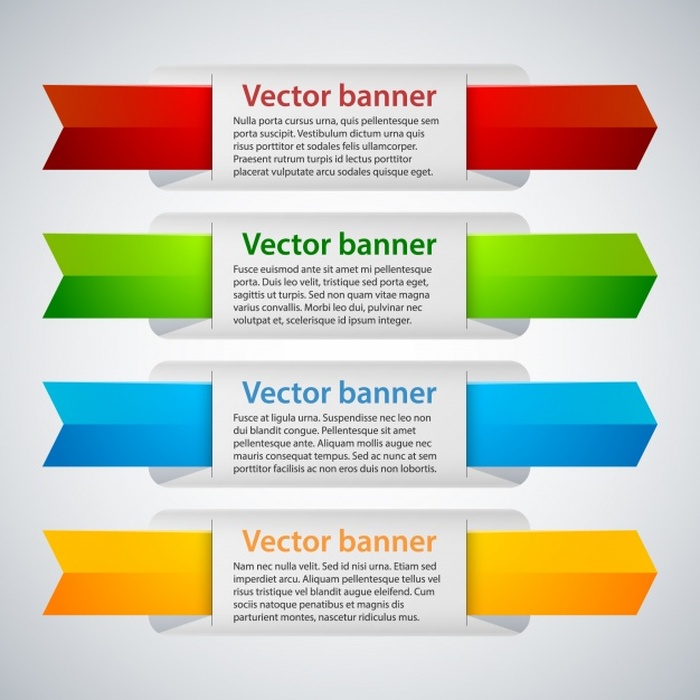 Vector banner
Nulla porta cursus urna, quis pellentesque sem
porta suscipit. Vestibulum dictum urna quis
risus porttitor et sodales felis ullamcorper.
Praesent rutrum turpis id lectus porttitor
placerat vulputate arcu sodales quisque eget.
Vector banner
Fusce euismod ante sit amet mi pellentesque
porta. Duis leo velit, tristique sed porta eget,
sagittis ut turpis. Sed non quam vitae magna
varius commodo. Morbi leo dui, pulvinar nec
volutpat et, scelerisque id ipsum integer.
Vector banner
Fusce at ligula urna. Suspendisse nec leo non
dui blandit congue. Pellentesque sit amet
pellentesque ante. Aliquam mollis augue nec
mauris consequat tempus. Sed ac nunc at sem
porttitor facilisis ac non eros duis non lobortis.
Vector banner
Nam nec nulla velit. Sed id nisi urna. Etiam sed
imperdiet arcu. Aliquam pellentesque tellus vel
risus tristique vel blandit augue eleifend. Cum
sociis natoque penatibus et magnis dis
parturient montes, nascetur ridiculus mus.